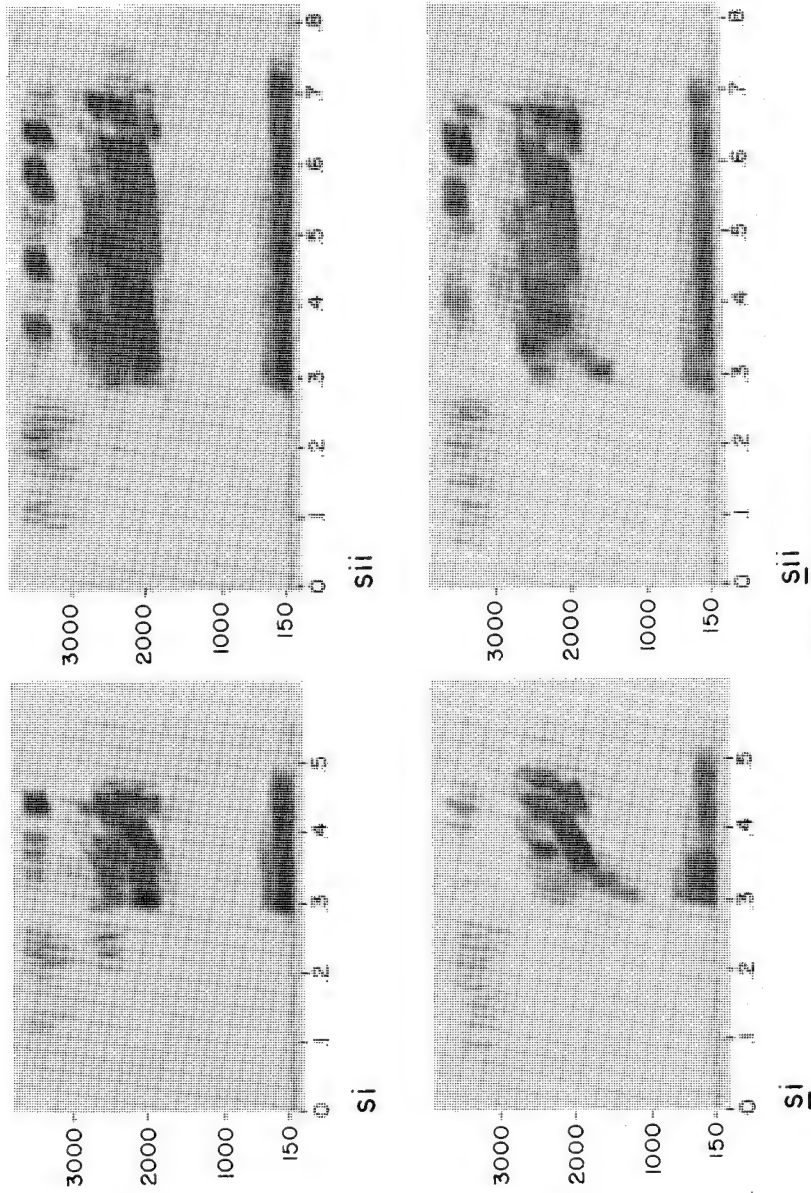 3000-
2000-
1000-
150-
0 .1 .2 .3 .4 .5
si
3000-
2000-
1000-
150-
0 .1 .2 .3 .4 .5 .6 .7 .8
sii
3000-
2000-
1000-
150-
0 .1 .2 .3 .4 .5
s̲i
3000-
2000-
1000-
150-
0 .1 .2 .3 .4 .5 .6 .7 .8
s̲ii